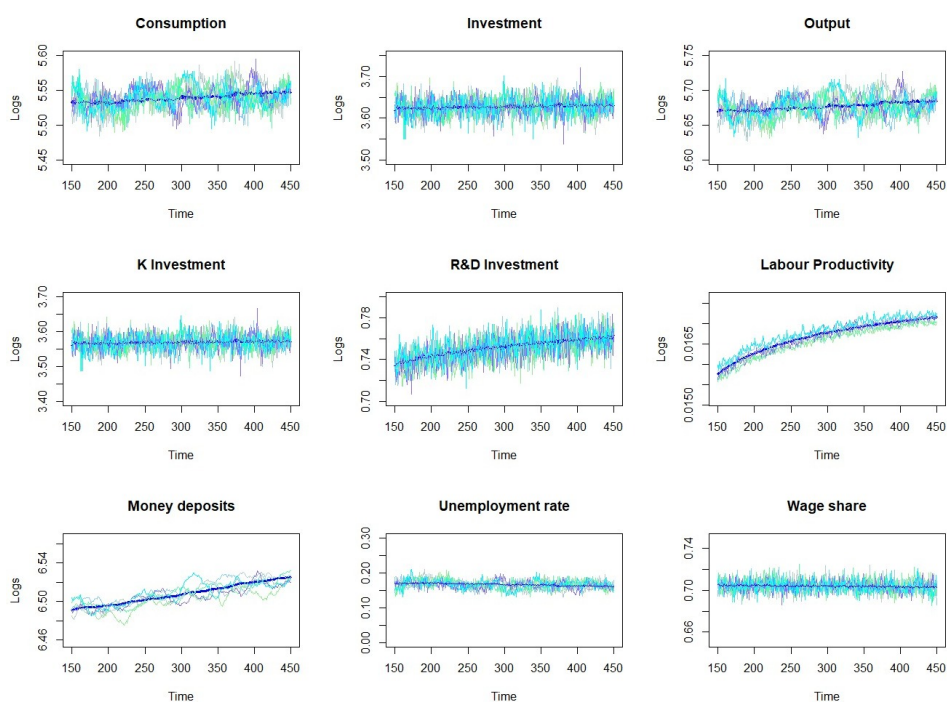 Consumption
Logs
5.45 5.50 5.55 5.60
150 200 250 300 350 400 450
Time
Investment
Logs
3.50 3.60 3.70
150 200 250 300 350 400 450
Time
Output
Logs
5.60 5.65 5.70 5.75
150 200 250 300 350 400 450
Time
K Investment
Logs
3.40 3.50 3.60 3.70
150 200 250 300 350 400 450
Time
R&D Investment
Logs
0.70 0.74 0.78
150 200 250 300 350 400 450
Time
Labour Productivity
Logs
0.0150 0.0165
150 200 250 300 350 400 450
Time
Money deposits
Logs
6.46 6.50 6.54
150 200 250 300 350 400 450
Time
Unemployment rate
0.00 0.10 0.20 0.30
150 200 250 300 350 400 450
Time
Wage share
0.66 0.70 0.74
150 200 250 300 350 400 450
Time